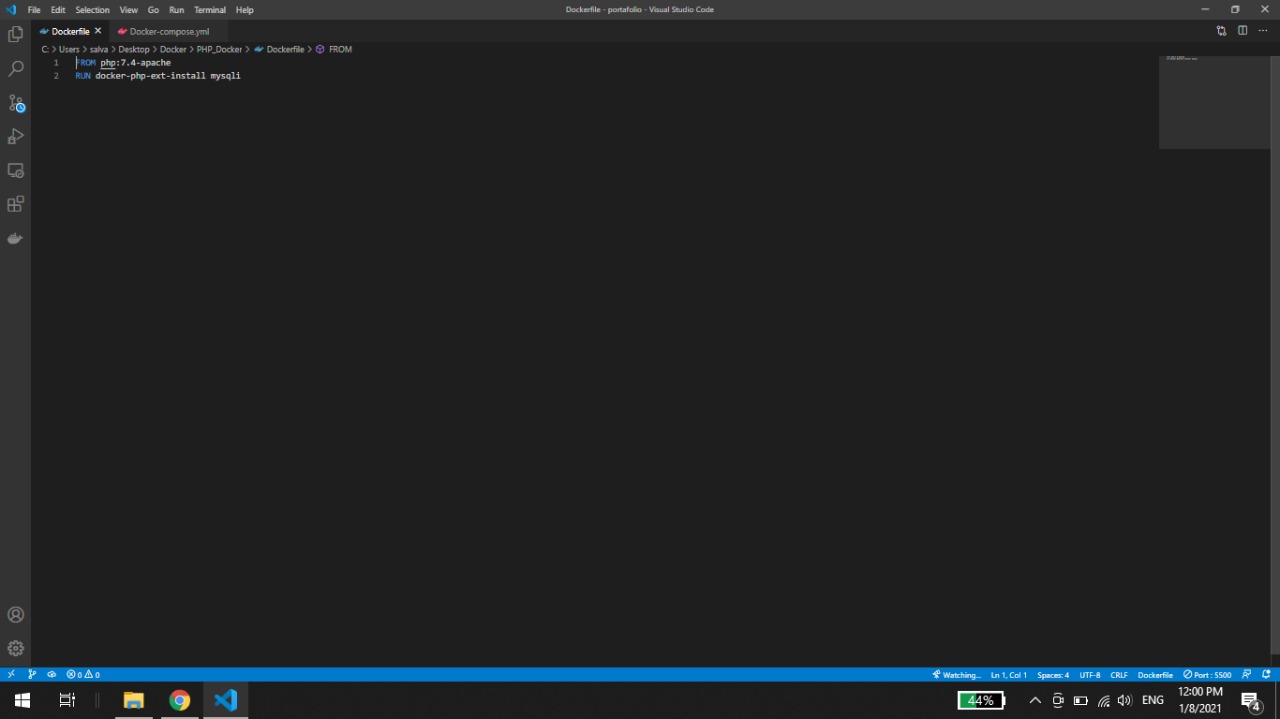 File Edit Selection View Go Run Terminal Help
Dockerfile - portafolio - Visual Studio Code
Dockerfile Docker-compose.yml
C: > Users > salva > Desktop > Docker > PHP_Docker > Dockerfile > FROM
1 FROM php:7.4-apache
2 RUN docker-php-ext-install mysqli
0 0 Watching... Ln 1, Col 1 Spaces: 4 UTF-8 CRLF Dockerfile Port : 5500
44% ENG 12:00 PM
1/8/2021 4